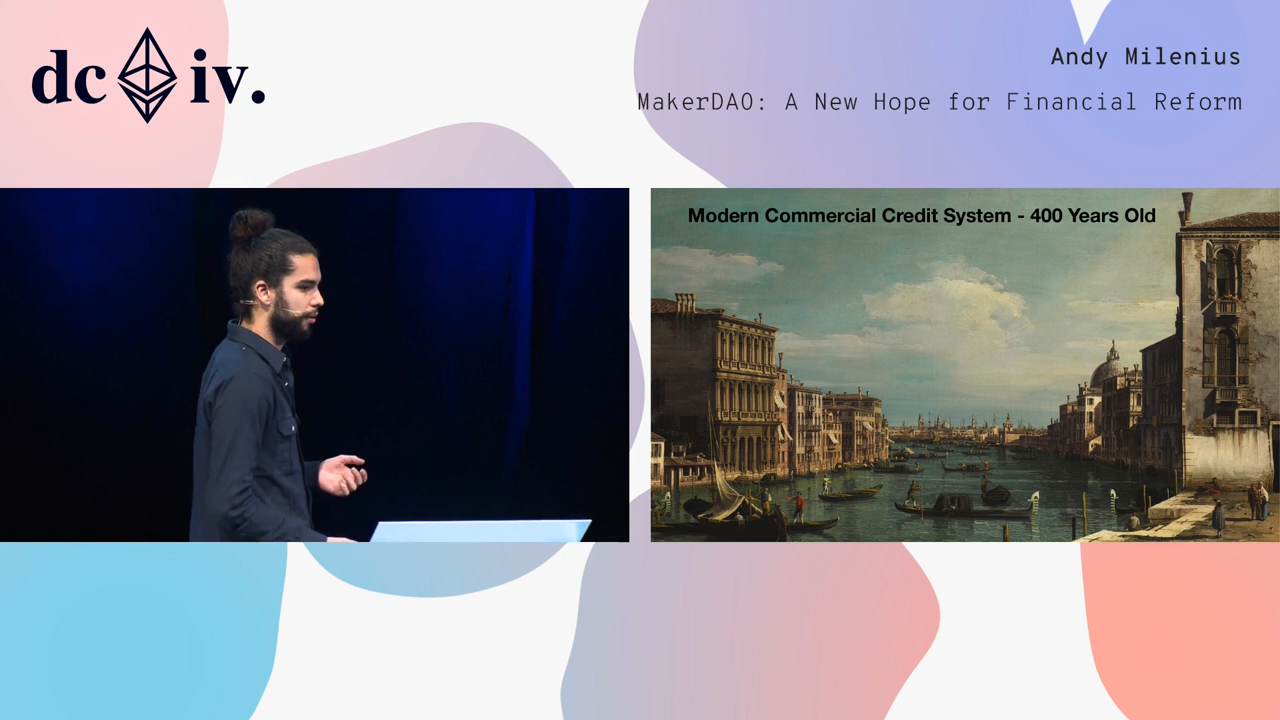 dc iv.
Andy Milenius
MakerDAO: A New Hope for Financial Reform
Modern Commercial Credit System - 400 Years Old